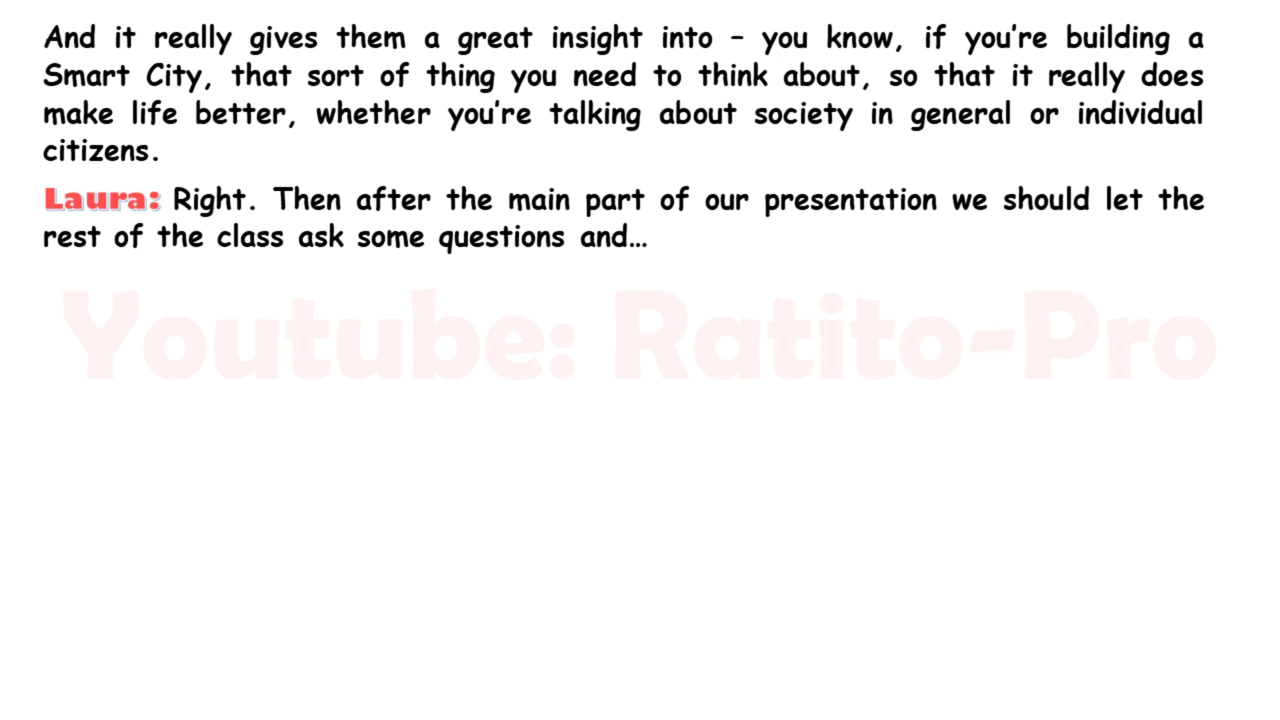 And it really gives them a great insight into – you know, if you're building a
Smart City, that sort of thing you need to think about, so that it really does
make life better, whether you're talking about society in general or individual
citizens.
Laura: Right. Then after the main part of our presentation we should let the
rest of the class ask some questions and…
Youtube: Ratito-Pro